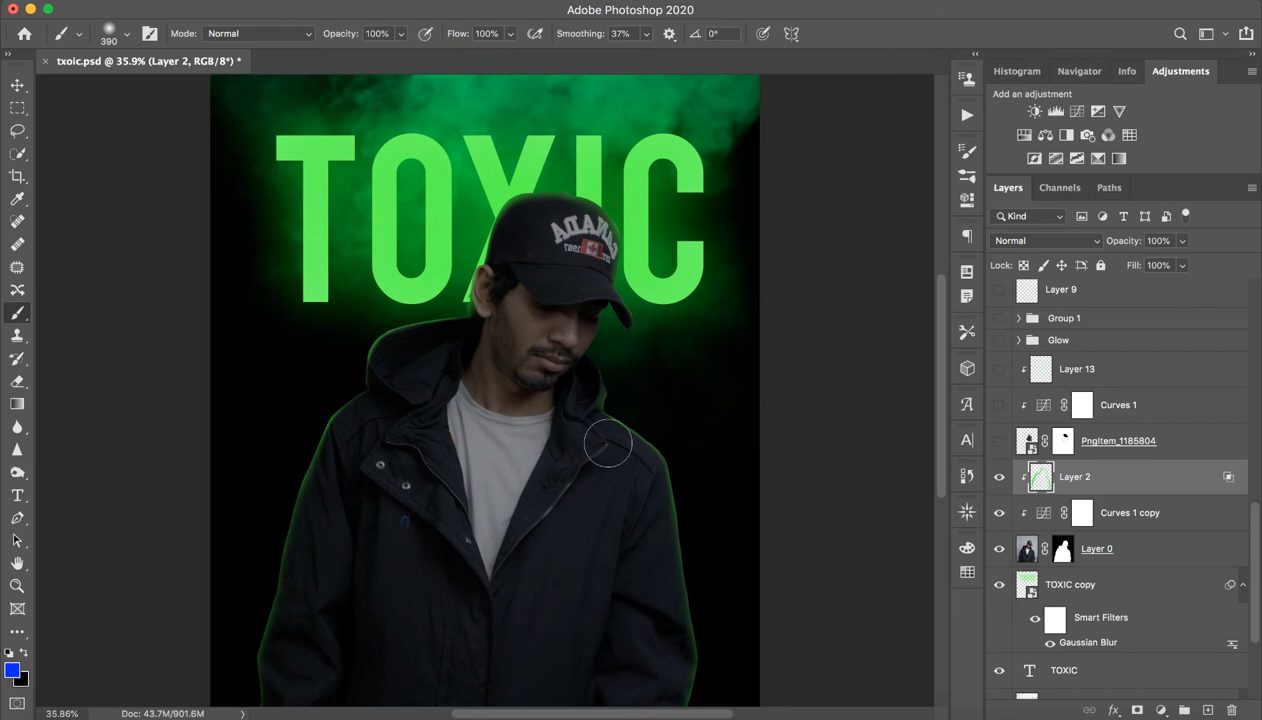 Adobe Photoshop 2020
390
Mode: Normal
Opacity: 100%
Flow: 100%
Smoothing: 37%
0°
txoic.psd @ 35.9% (Layer 2, RGB/8*) *
TOXIC
CANADA
Histogram
Navigator
Info
Adjustments
Add an adjustment
Layers
Channels
Paths
Kind
Normal
Opacity: 100%
Lock:
Fill: 100%
Layer 9
Group 1
Glow
Layer 13
Curves 1
PngItem_1185804
Layer 2
Curves 1 copy
Layer 0
TOXIC copy
Smart Filters
Gaussian Blur
TOXIC
35.86%
Doc: 43.7M/901.6M